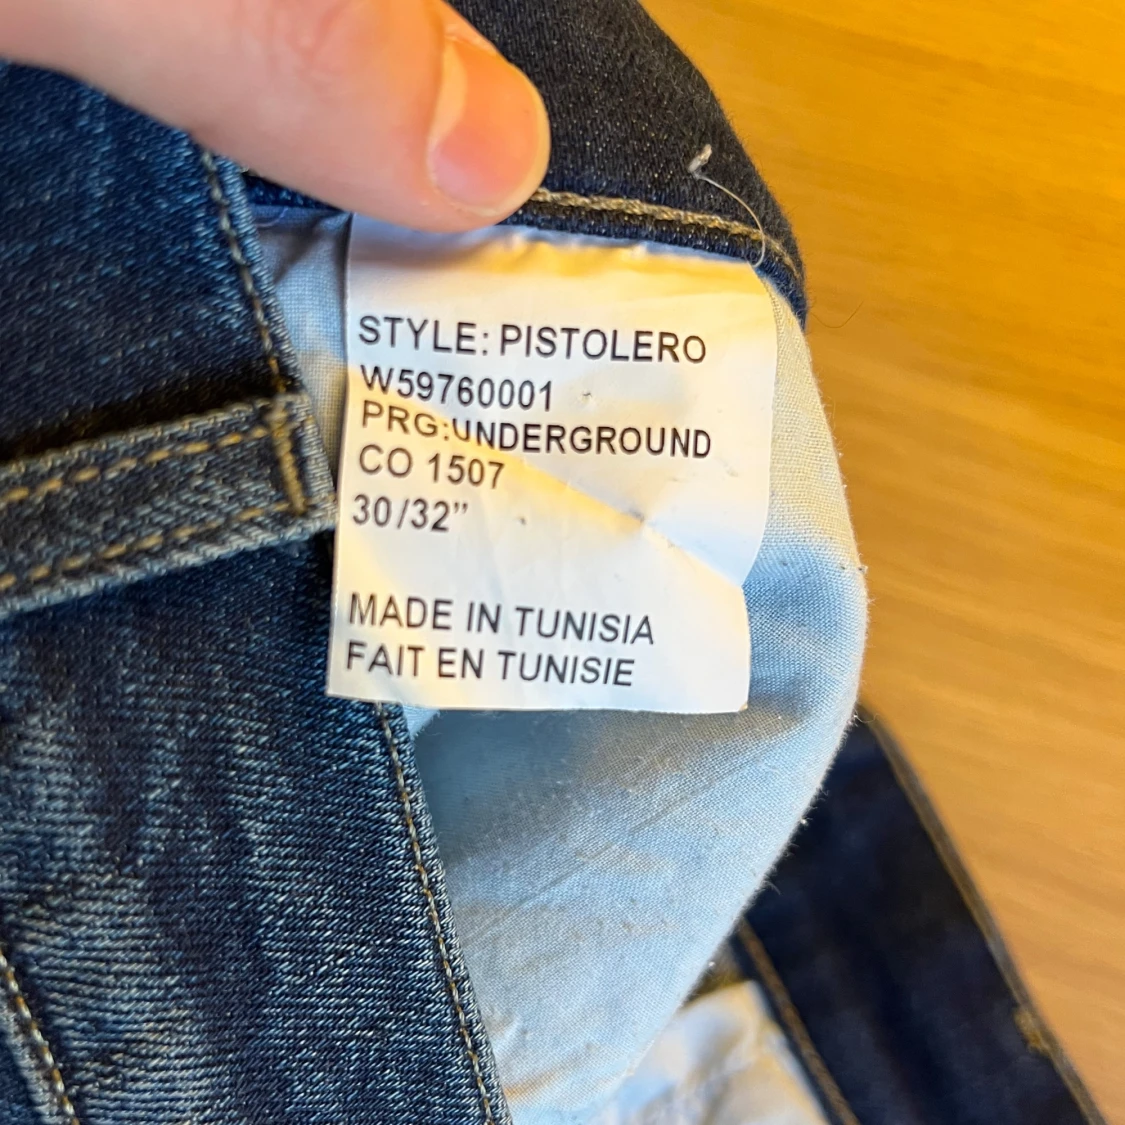 STYLE: PISTOLERO
W59760001
PRG:UNDERGROUND
CO 1507
30/32”
MADE IN TUNISIA
FAIT EN TUNISIE